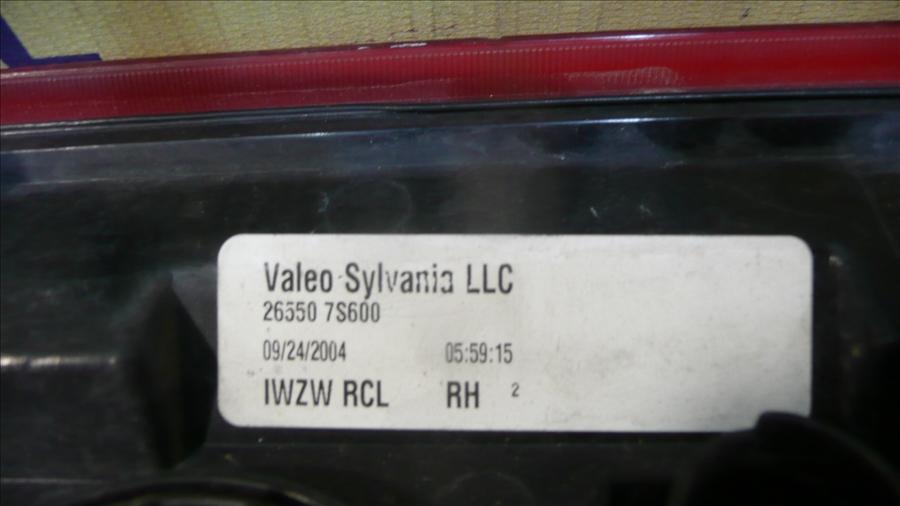 Valeo Sylvania LLC
26550 7S600
09/24/2004 05:59:15
IWZW RCL RH 2